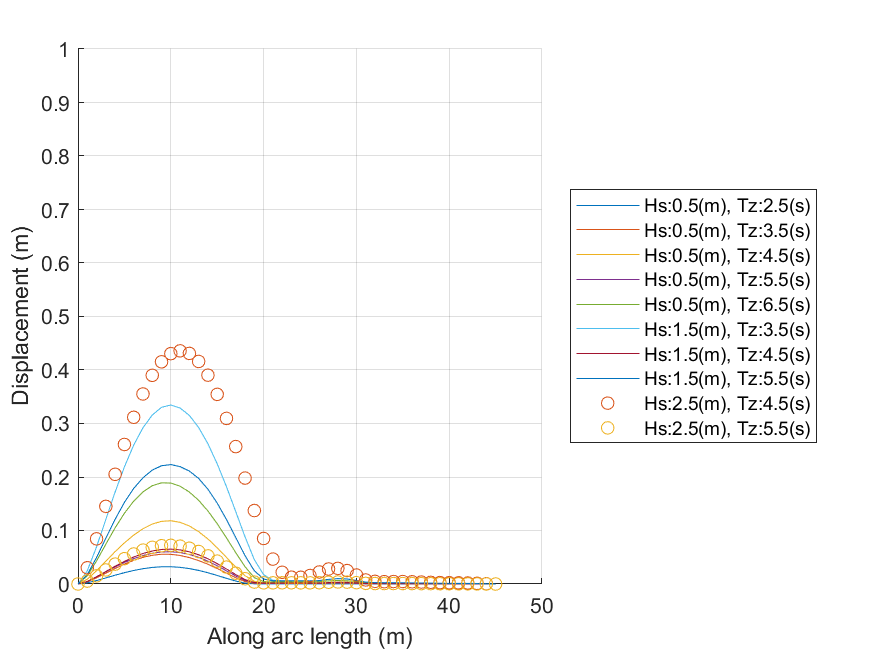 1
0.9
0.8
0.7
0.6
0.5
0.4
0.3
0.2
0.1
0
0 10 20 30 40 50
Displacement (m)
Along arc length (m)
Hs:0.5(m), Tz:2.5(s)
Hs:0.5(m), Tz:3.5(s)
Hs:0.5(m), Tz:4.5(s)
Hs:0.5(m), Tz:5.5(s)
Hs:0.5(m), Tz:6.5(s)
Hs:1.5(m), Tz:3.5(s)
Hs:1.5(m), Tz:4.5(s)
Hs:1.5(m), Tz:5.5(s)
Hs:2.5(m), Tz:4.5(s)
Hs:2.5(m), Tz:5.5(s)